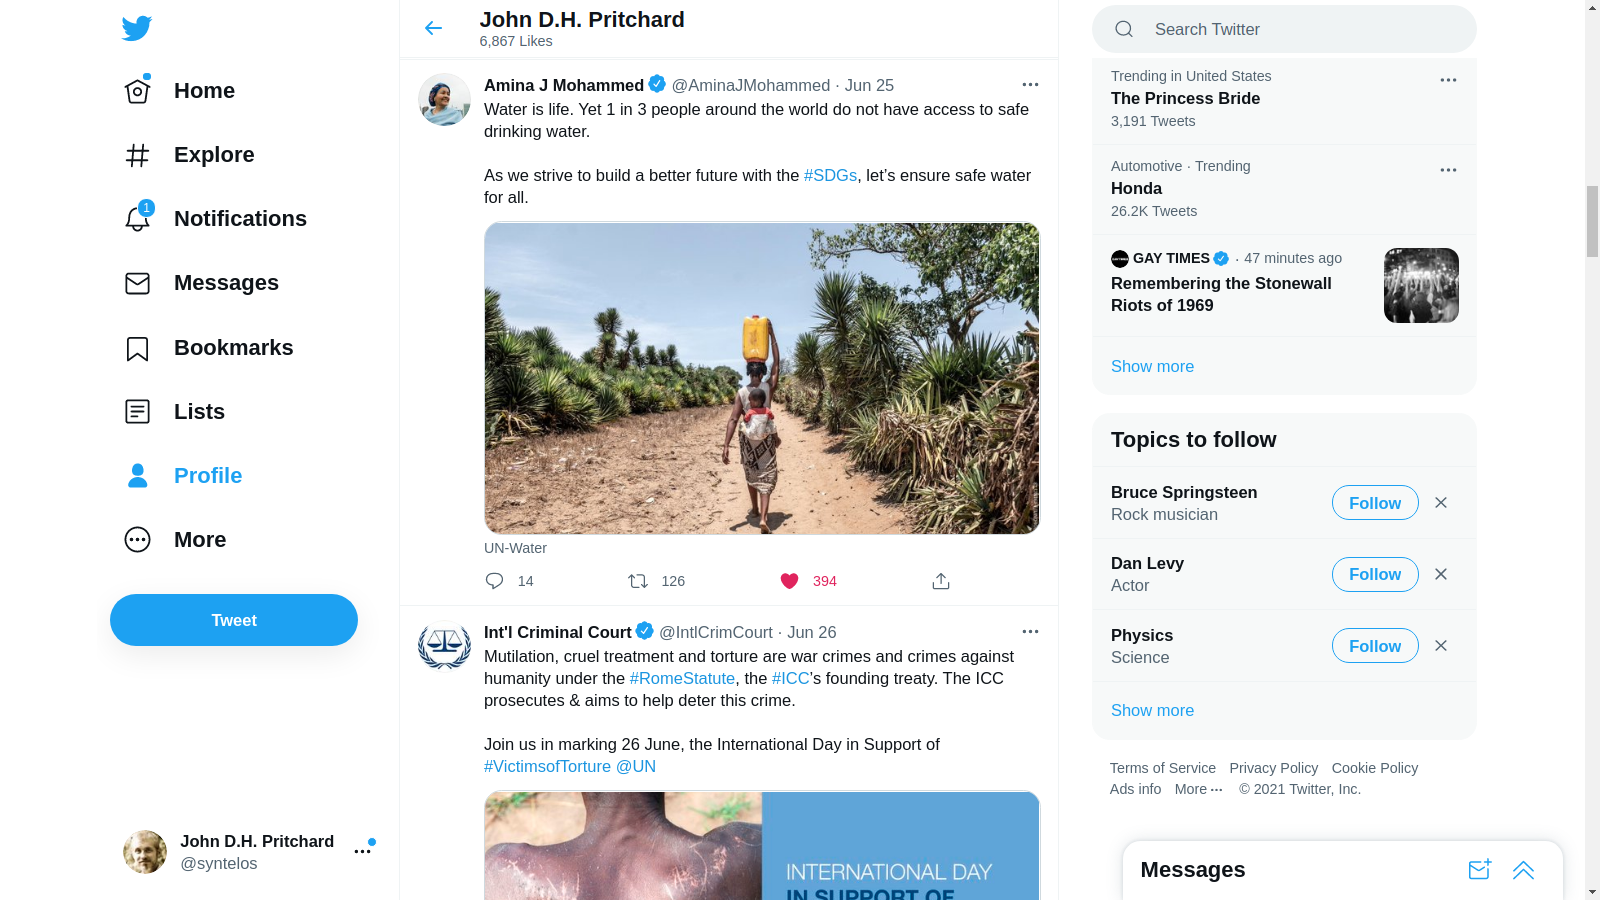 Home
Explore
1
Notifications
Messages
Bookmarks
Lists
Profile
More
Tweet
John D.H. Pritchard
@syntelos
John D.H. Pritchard
6,867 Likes
Amina J Mohammed @AminaJMohammed · Jun 25
Water is life. Yet 1 in 3 people around the world do not have access to safe
drinking water.
As we strive to build a better future with the #SDGs, let’s ensure safe water
for all.
UN-Water
14 126 394
Int'l Criminal Court @IntlCrimCourt · Jun 26
Mutilation, cruel treatment and torture are war crimes and crimes against
humanity under the #RomeStatute, the #ICC’s founding treaty. The ICC
prosecutes & aims to help deter this crime.
Join us in marking 26 June, the International Day in Support of
#VictimsofTorture @UN
INTERNATIONAL DAY
IN SUPPORT OF
Search Twitter
Trending in United States
The Princess Bride
3,191 Tweets
Automotive · Trending
Honda
26.2K Tweets
GAY TIMES · 47 minutes ago
Remembering the Stonewall
Riots of 1969
Show more
Topics to follow
Bruce Springsteen
Rock musician
Follow
Dan Levy
Actor
Follow
Physics
Science
Follow
Show more
Terms of Service Privacy Policy Cookie Policy
Ads info More ··· © 2021 Twitter, Inc.
Messages